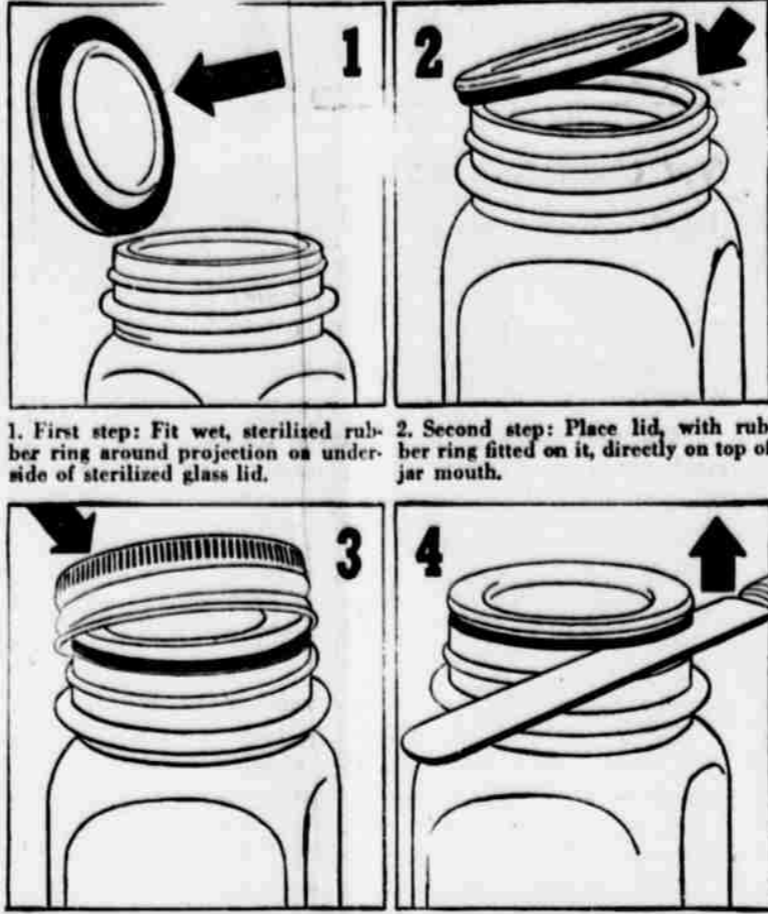 1
2
1. First step: Fit wet, sterilized rub-
ber ring around projection on under-
side of sterilized glass lid.
2. Second step: Place lid, with rub
ber ring fitted on it, directly on top of
jar mouth.
3
4